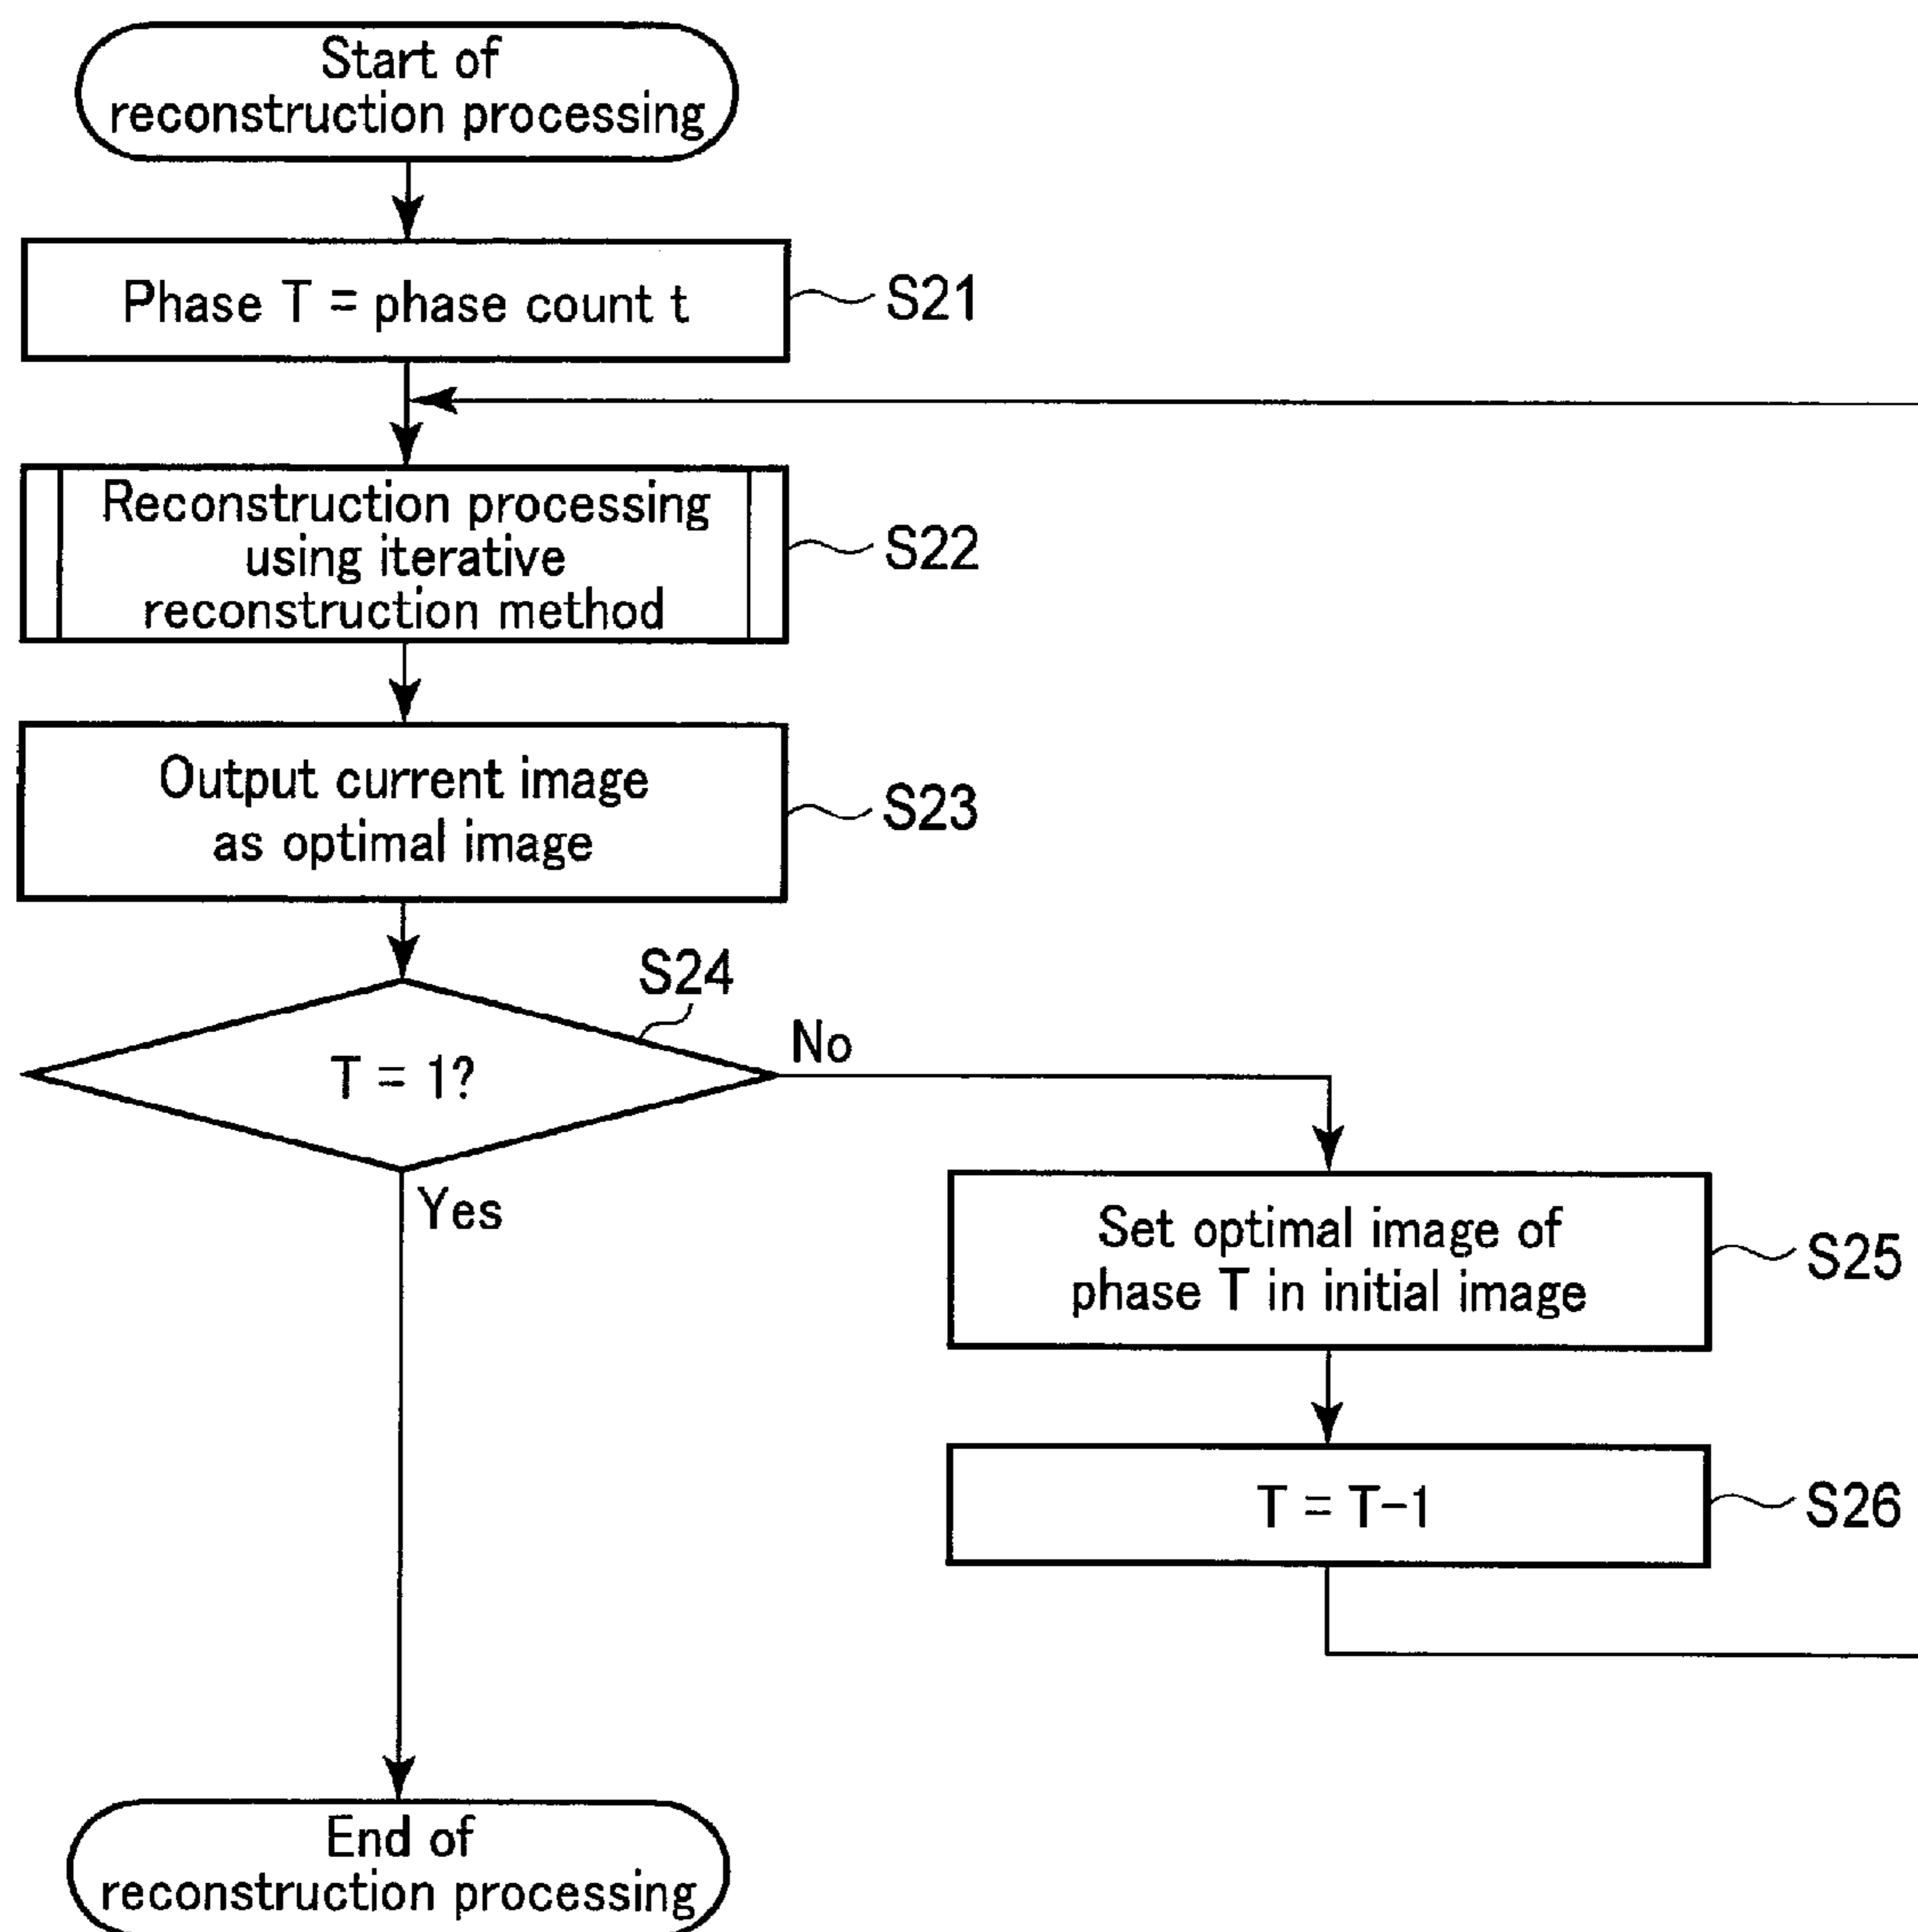 Start of
reconstruction processing
Phase T = phase count t
S21
Reconstruction processing
using iterative
reconstruction method
S22
Output current image
as optimal image
S23
S24
T = 1?
No
Yes
Set optimal image of
phase T in initial image
S25
T = T-1
S26
End of
reconstruction processing